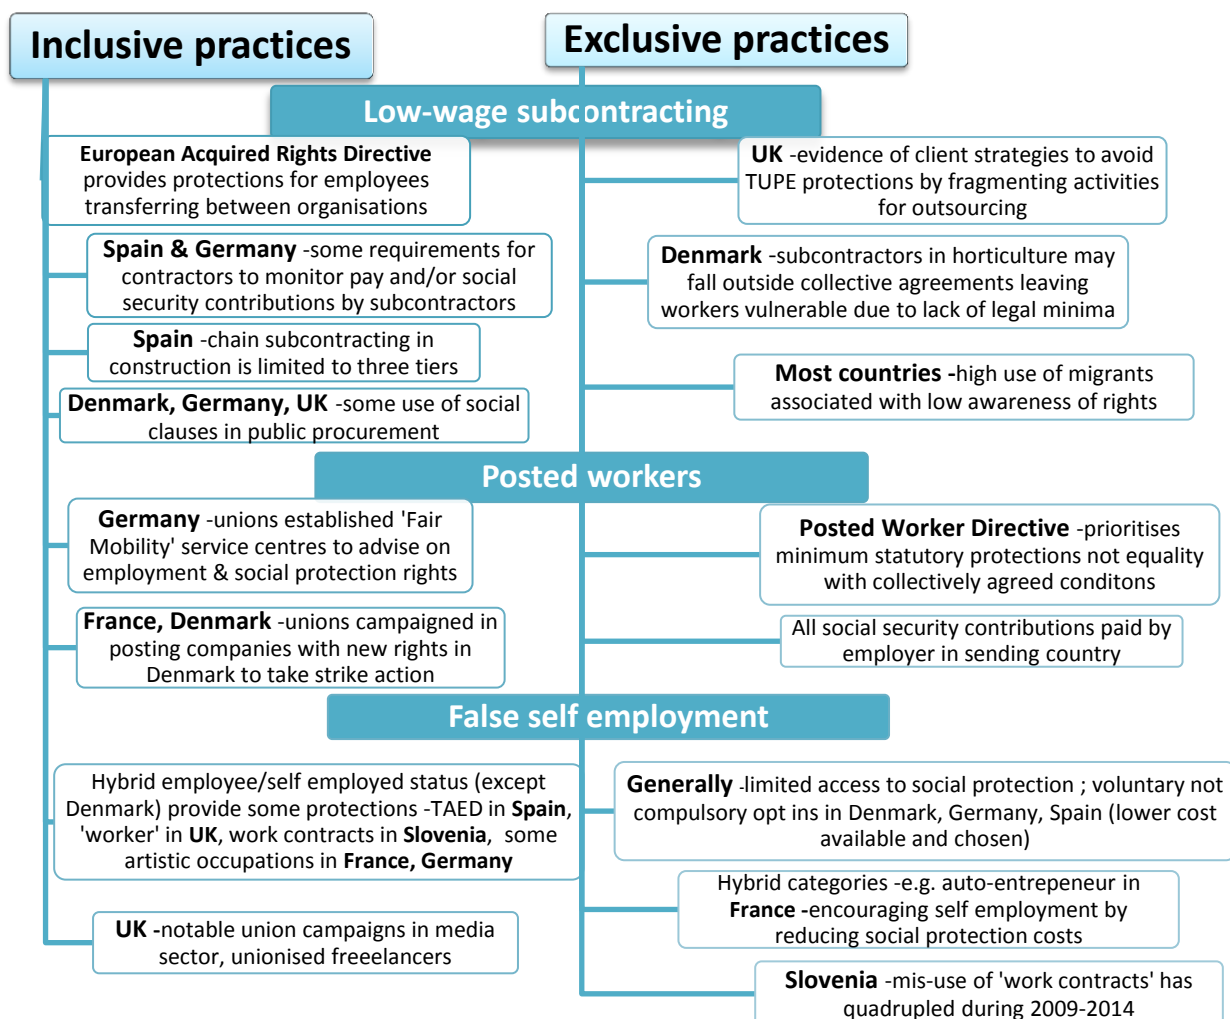 Inclusive practices
Exclusive practices
Low-wage subcontracting
European Acquired Rights Directive
provides protections for employees
transferring between organisations
Spain & Germany -some requirements for
contractors to monitor pay and/or social
security contributions by subcontractors
Spain -chain subcontracting in
construction is limited to three tiers
Denmark, Germany, UK -some use of social
clauses in public procurement
UK -evidence of client strategies to avoid
TUPE protections by fragmenting activities
for outsourcing
Denmark -subcontractors in horticulture may
fall outside collective agreements leaving
workers vulnerable due to lack of legal minima
Most countries -high use of migrants
associated with low awareness of rights
Posted workers
Germany -unions established 'Fair
Mobility' service centres to advise on
employment & social protection rights
France, Denmark -unions campaigned in
posting companies with new rights in
Denmark to take strike action
Posted Worker Directive -prioritises
minimum statutory protections not equality
with collectively agreed conditons
All social security contributions paid by
employer in sending country
False self employment
Hybrid employee/self employed status (except
Denmark) provide some protections -TAED in Spain,
'worker' in UK, work contracts in Slovenia, some
artistic occupations in France, Germany
UK -notable union campaigns in media
sector, unionised freeelancers
Generally -limited access to social protection ; voluntary not
compulsory opt ins in Denmark, Germany, Spain (lower cost
available and chosen)
Hybrid categories -e.g. auto-entrepeneur in
France -encouraging self employment by
reducing social protection costs
Slovenia -mis-use of 'work contracts' has
quadrupled during 2009-2014